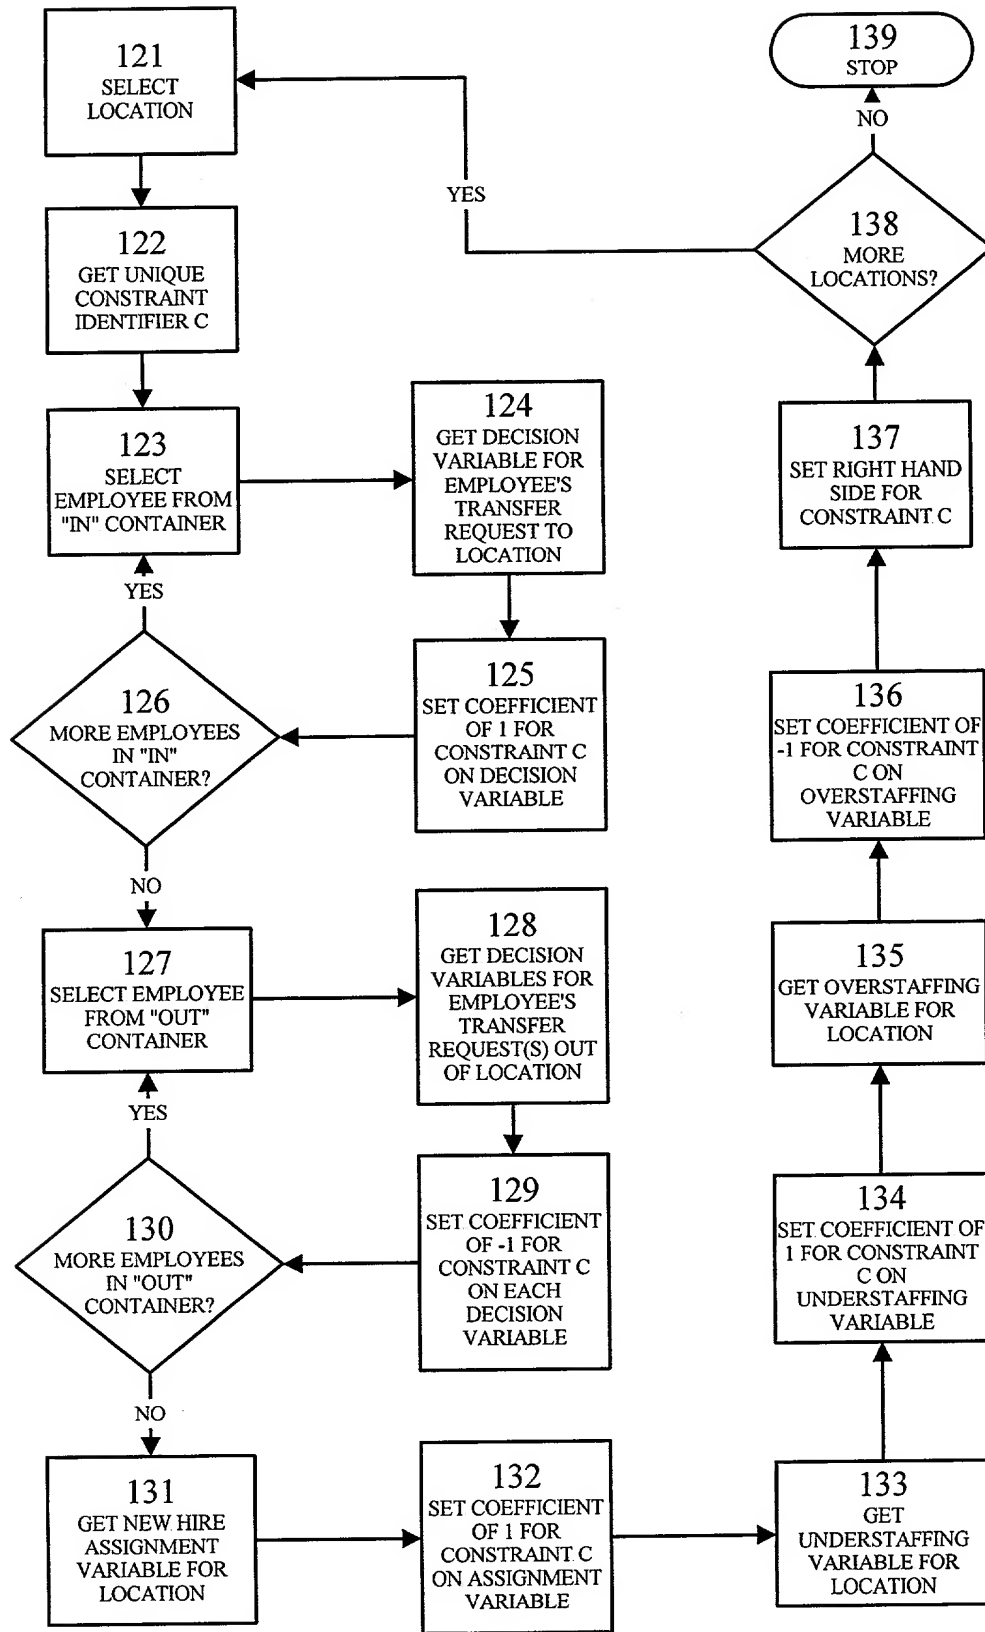 121
SELECT
LOCATION
122
GET UNIQUE
CONSTRAINT
IDENTIFIER C
123
SELECT
EMPLOYEE FROM
"IN" CONTAINER
124
GET DECISION
VARIABLE FOR
EMPLOYEE'S
TRANSFER
REQUEST TO
LOCATION
125
SET COEFFICIENT
OF 1 FOR
CONSTRAINT C
ON DECISION
VARIABLE
YES
126
MORE EMPLOYEES
IN "IN"
CONTAINER?
NO
127
SELECT EMPLOYEE
FROM "OUT"
CONTAINER
128
GET DECISION
VARIABLES FOR
EMPLOYEE'S
TRANSFER
REQUEST(S) OUT
OF LOCATION
129
SET COEFFICIENT
OF -1 FOR
CONSTRAINT C
ON EACH
DECISION
VARIABLE
YES
130
MORE EMPLOYEES
IN "OUT"
CONTAINER?
NO
131
GET NEW HIRE
ASSIGNMENT
VARIABLE FOR
LOCATION
132
SET COEFFICIENT
OF 1 FOR
CONSTRAINT C
ON ASSIGNMENT
VARIABLE
133
GET
UNDERSTAFFING
VARIABLE FOR
LOCATION
134
SET COEFFICIENT OF
1 FOR CONSTRAINT
C ON
UNDERSTAFFING
VARIABLE
135
GET OVERSTAFFING
VARIABLE FOR
LOCATION
136
SET COEFFICIENT OF
-1 FOR CONSTRAINT
C ON
OVERSTAFFING
VARIABLE
137
SET RIGHT HAND
SIDE FOR
CONSTRAINT C
138
MORE
LOCATIONS?
YES
NO
139
STOP